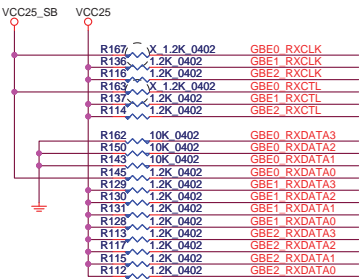 VCC25_SB VCC25
R167 X_1.2K_0402 GBE0_RXCLK
R136 1.2K_0402 GBE1_RXCLK
R116 1.2K_0402 GBE2_RXCLK
R163 X_1.2K_0402 GBE0_RXCTL
R137 1.2K_0402 GBE1_RXCTL
R114 1.2K_0402 GBE2_RXCTL
R162 10K_0402 GBE0_RXDATA3
R150 10K_0402 GBE0_RXDATA2
R143 10K_0402 GBE0_RXDATA1
R145 1.2K_0402 GBE0_RXDATA0
R129 1.2K_0402 GBE1_RXDATA3
R130 1.2K_0402 GBE1_RXDATA2
R131 1.2K_0402 GBE1_RXDATA1
R128 1.2K_0402 GBE1_RXDATA0
R113 1.2K_0402 GBE2_RXDATA3
R117 1.2K_0402 GBE2_RXDATA2
R115 1.2K_0402 GBE2_RXDATA1
R112 1.2K_0402 GBE2_RXDATA0